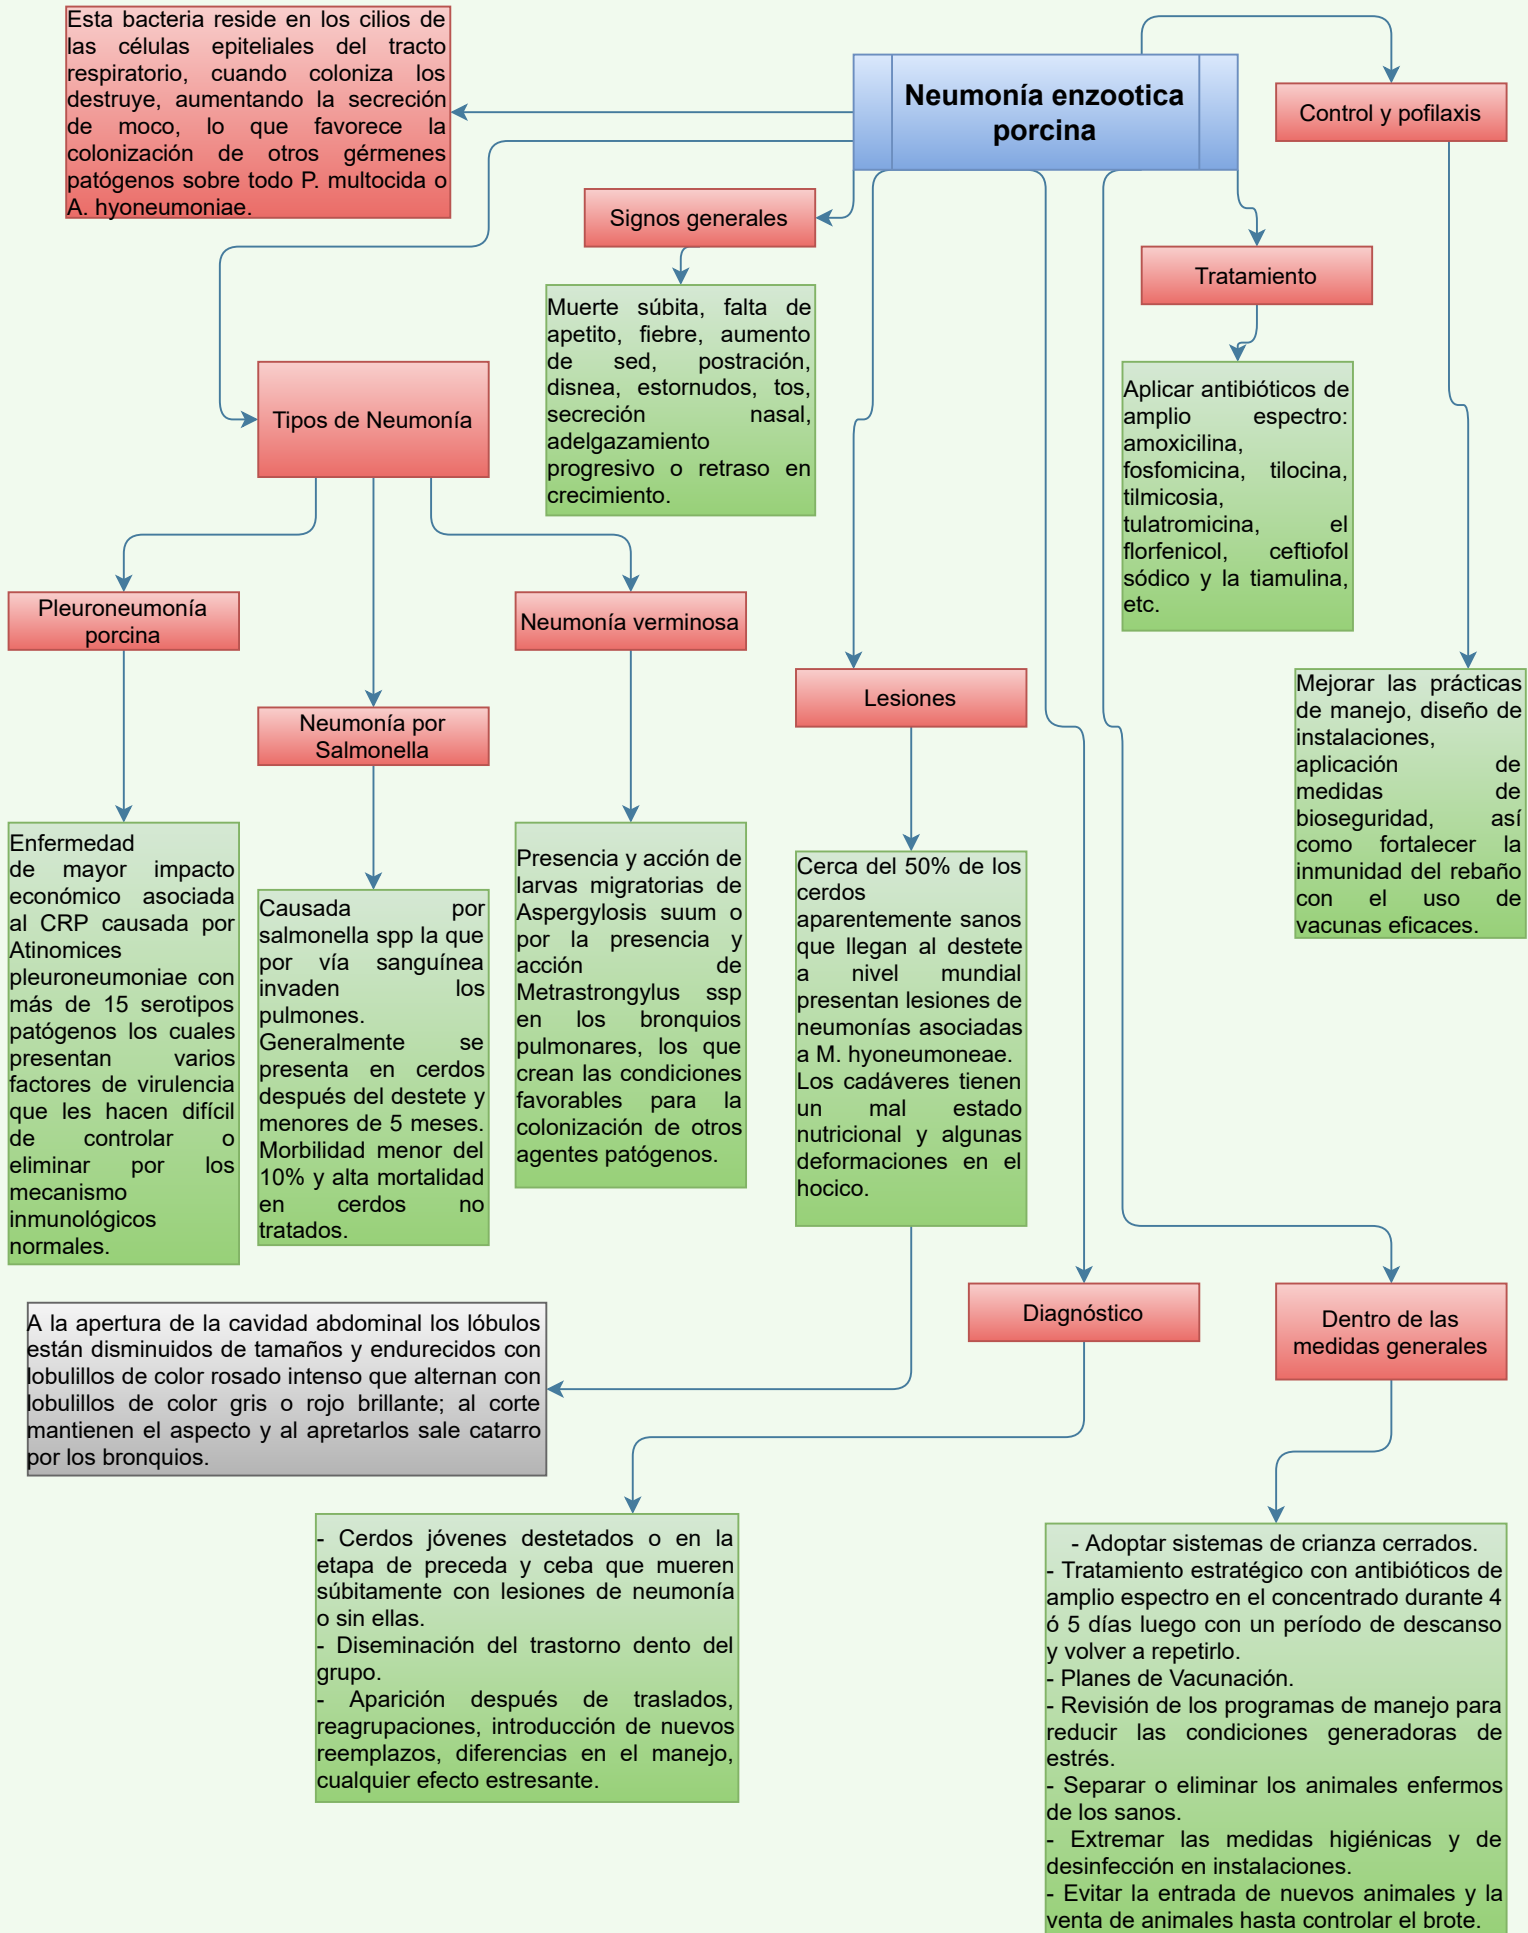 Esta bacteria reside en los cilios de
las células epiteliales del tracto
respiratorio, cuando coloniza los
destruye, aumentando la secreción
de moco, lo que favorece la
colonización de otros gérmenes
patógenos sobre todo P. multocida o
A. hyoneumoniae.
Neumonía enzootica
porcina
Control y pofilaxis
Signos generales
Tratamiento
Muerte súbita, falta de
apetito, fiebre, aumento
de sed, postración,
disnea, estornudos, tos,
secreción nasal,
adelgazamiento
progresivo o retraso en
crecimiento.
Tipos de Neumonía
Aplicar antibióticos de
amplio espectro:
amoxicilina,
fosfomicina, tilocina,
tilmicosia,
tulatromicina, el
florfenicol, ceftiofol
sódico y la tiamulina,
etc.
Pleuroneumonía
porcina
Neumonía verminosa
Lesiones
Mejorar las prácticas
de manejo, diseño de
instalaciones,
aplicación de
medidas de
bioseguridad, así
como fortalecer la
inmunidad del rebaño
con el uso de
vacunas eficaces.
Neumonía por
Salmonella
Enfermedad
de mayor impacto
económico asociada
al CRP causada por
Atinomices
pleuroneumoniae con
más de 15 serotipos
patógenos los cuales
presentan varios
factores de virulencia
que les hacen difícil
de controlar o
eliminar por los
mecanismo
inmunológicos
normales.
Causada por
salmonella spp la que
por vía sanguínea
invaden los
pulmones.
Generalmente se
presenta en cerdos
después del destete y
menores de 5 meses.
Morbilidad menor del
10% y alta mortalidad
en cerdos no
tratados.
Presencia y acción de
larvas migratorias de
Aspergylosis suum o
por la presencia y
acción de
Metrastrongylus ssp
en los bronquios
pulmonares, los que
crean las condiciones
favorables para la
colonización de otros
agentes patógenos.
Cerca del 50% de los
cerdos
aparentemente sanos
que llegan al destete
a nivel mundial
presentan lesiones de
neumonías asociadas
a M. hyoneumoneae.
Los cadáveres tienen
un mal estado
nutricional y algunas
deformaciones en el
hocico.
Diagnóstico
Dentro de las
medidas generales
A la apertura de la cavidad abdominal los lóbulos
están disminuidos de tamaños y endurecidos con
lobulillos de color rosado intenso que alternan con
lobulillos de color gris o rojo brillante; al corte
mantienen el aspecto y al apretarlos sale catarro
por los bronquios.
- Cerdos jóvenes destetados o en la
etapa de preceda y ceba que mueren
súbitamente con lesiones de neumonía
o sin ellas.
- Diseminación del trastorno dento del
grupo.
- Aparición después de traslados,
reagrupaciones, introducción de nuevos
reemplazos, diferencias en el manejo,
cualquier efecto estresante.
- Adoptar sistemas de crianza cerrados.
- Tratamiento estratégico con antibióticos de
amplio espectro en el concentrado durante 4
ó 5 días luego con un período de descanso
y volver a repetirlo.
- Planes de Vacunación.
- Revisión de los programas de manejo para
reducir las condiciones generadoras de
estrés.
- Separar o eliminar los animales enfermos
de los sanos.
- Extremar las medidas higiénicas y de
desinfección en instalaciones.
- Evitar la entrada de nuevos animales y la
venta de animales hasta controlar el brote.